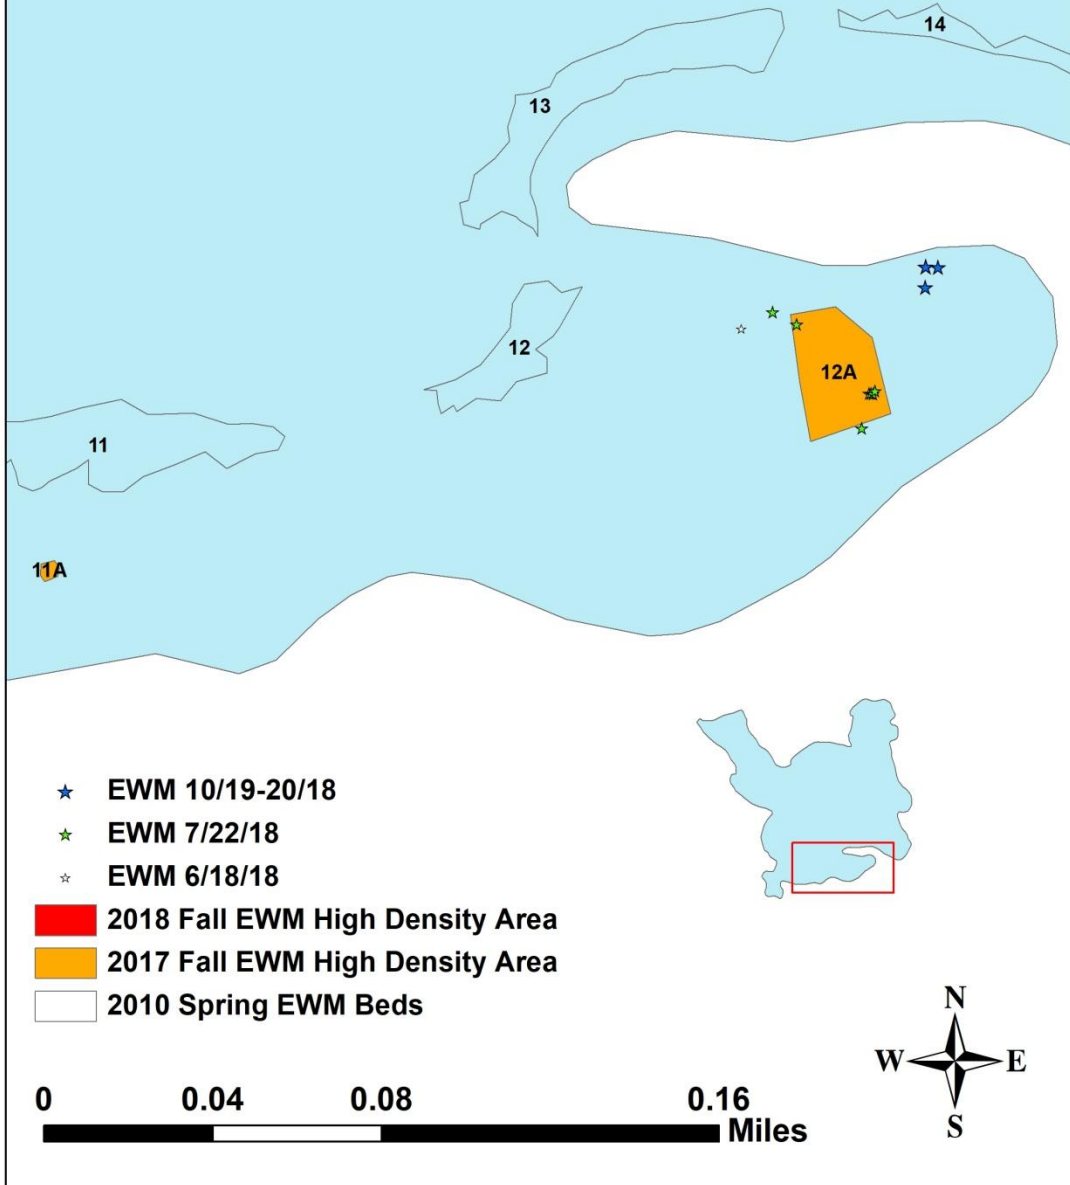 14
13
12
12A
11
11A
EWM 10/19-20/18
EWM 7/22/18
EWM 6/18/18
2018 Fall EWM High Density Area
2017 Fall EWM High Density Area
2010 Spring EWM Beds
N
W E
S
0 0.04 0.08 0.16
Miles